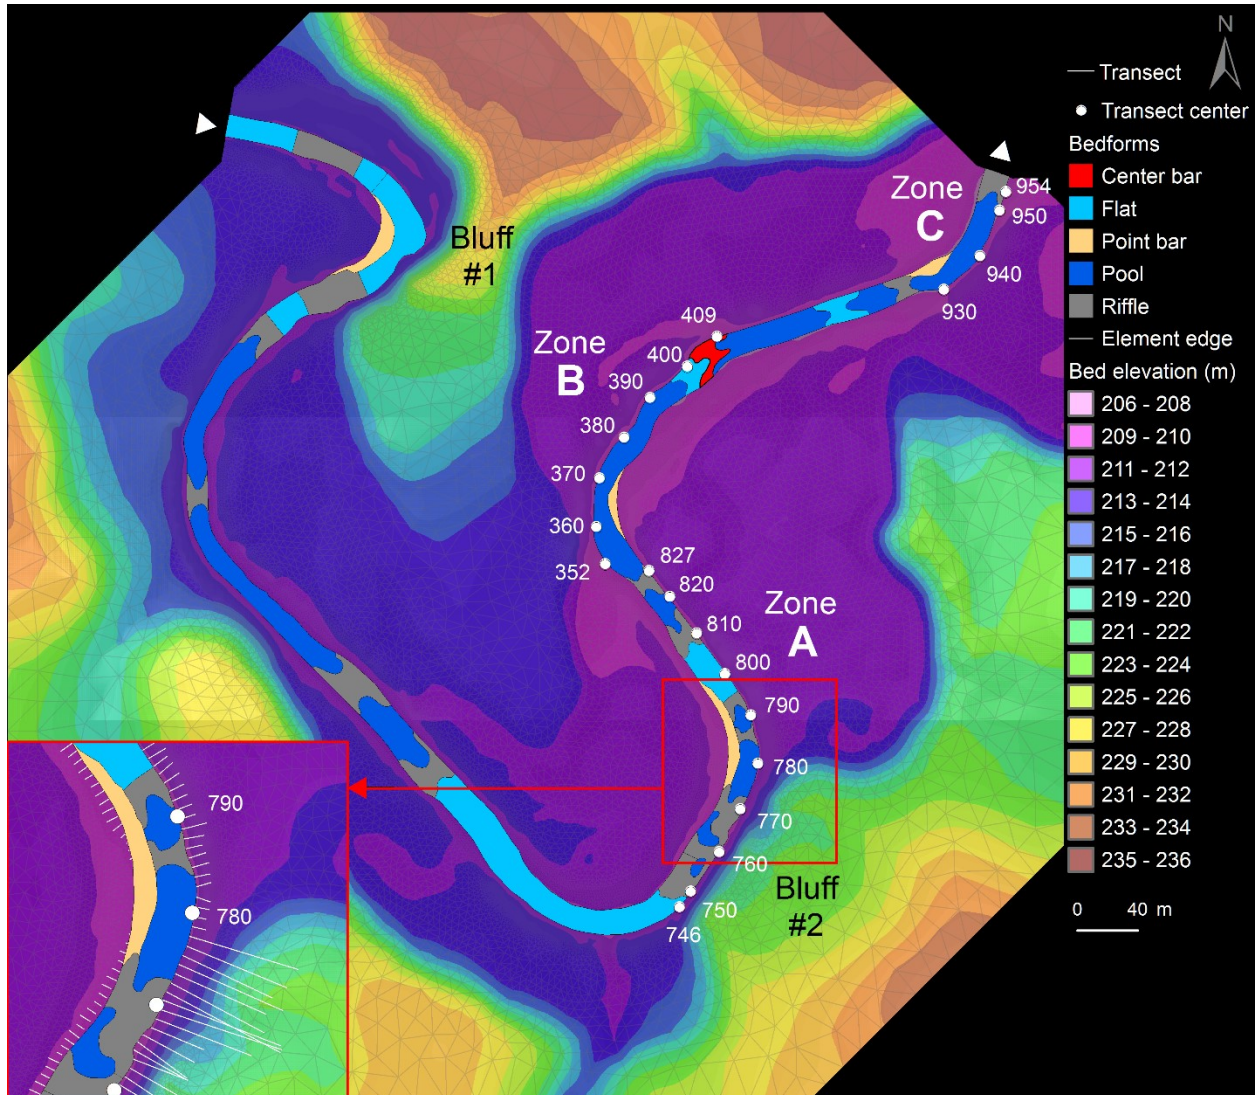 N
Transect
Transect center
Bedforms
Center bar
Flat
Point bar
Pool
Riffle
Element edge
Bed elevation (m)
206 - 208
209 - 210
211 - 212
213 - 214
215 - 216
217 - 218
219 - 220
221 - 222
223 - 224
225 - 226
227 - 228
229 - 230
231 - 232
233 - 234
235 - 236
0 40 m
Bluff
#1
Zone
C
954
950
940
930
409
400
390
380
370
360
352
Zone
B
827
820
810
800
790
780
770
760
750
746
Zone
A
Bluff
#2
790
780